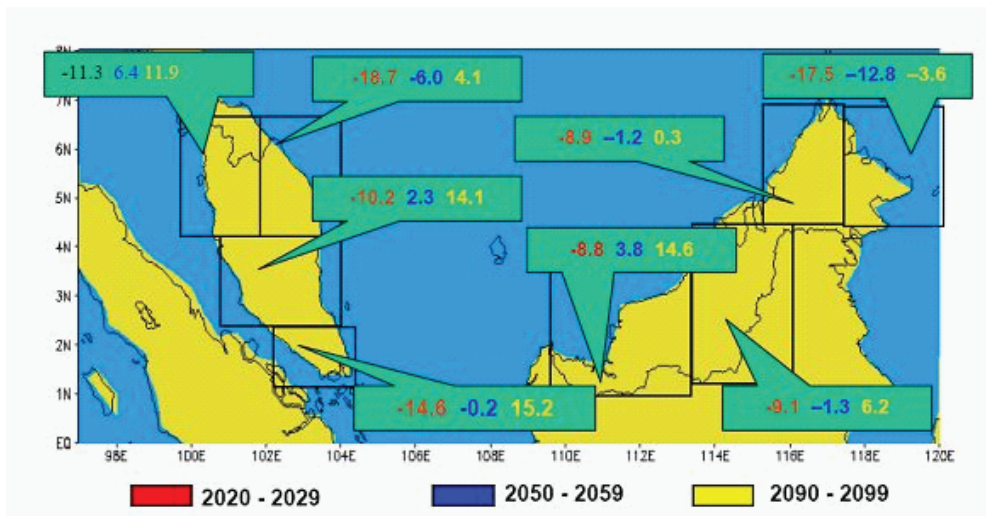 8N
-11.3 6.4 11.9
-18.7 -6.0 4.1
-17.5 –12.8 –3.6
7N
-8.9 –1.2 0.3
6N
5N
-10.2 2.3 14.1
4N
-8.8 3.8 14.6
3N
2N
1N
-14.6 -0.2 15.2
-9.1 –1.3 6.2
EQ
98E 100E 102E 104E 106E 108E 110E 112E 114E 116E 118E 120E
2020 - 2029 2050 - 2059 2090 - 2099